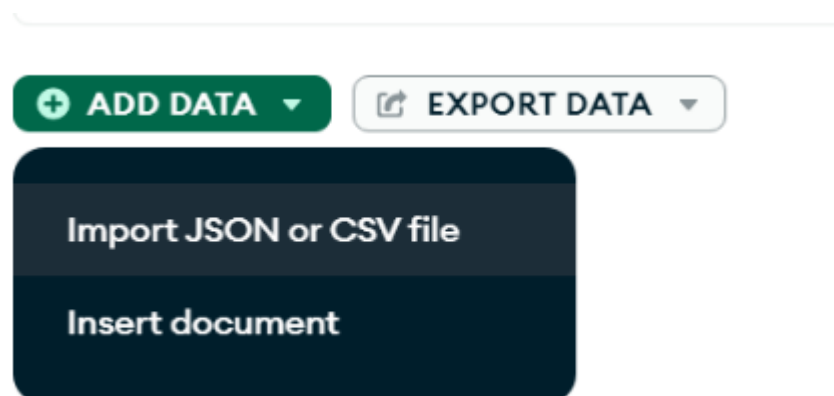 ADD DATA EXPORT DATA
Import JSON or CSV file
Insert document